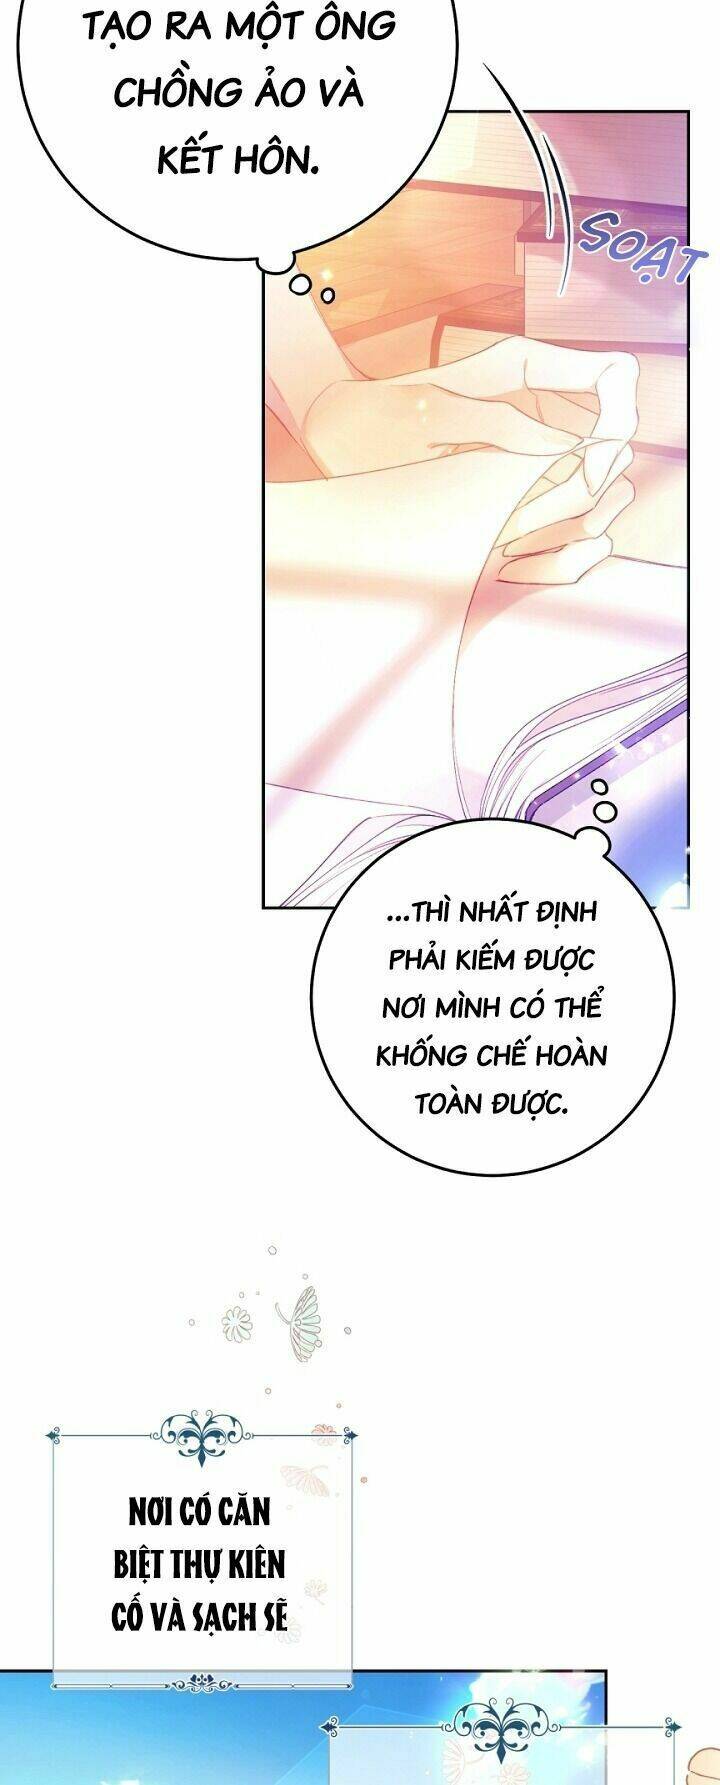 TẠO RA MỘT ÔNG
CHỒNG ẢO VÀ
KẾT HÔN.
SOẠT
...THÌ NHẤT ĐỊNH
PHẢI KIẾM ĐƯỢC
NƠI MÌNH CÓ THỂ
KHỐNG CHẾ HOÀN
TOÀN ĐƯỢC.
NƠI CÓ CĂN
BIỆT THỰ KIÊN
CỐ VÀ SẠCH SẼ